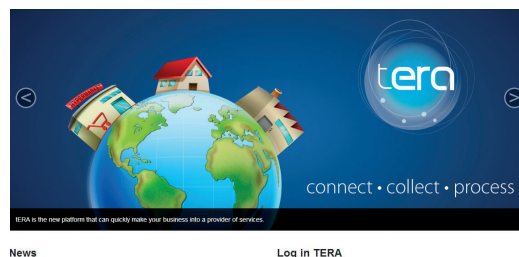 SUPERMARKET
tera
connect • collect • process
tERA is the new platform that can quickly make your business into a provider of services.
News
Log in TERA